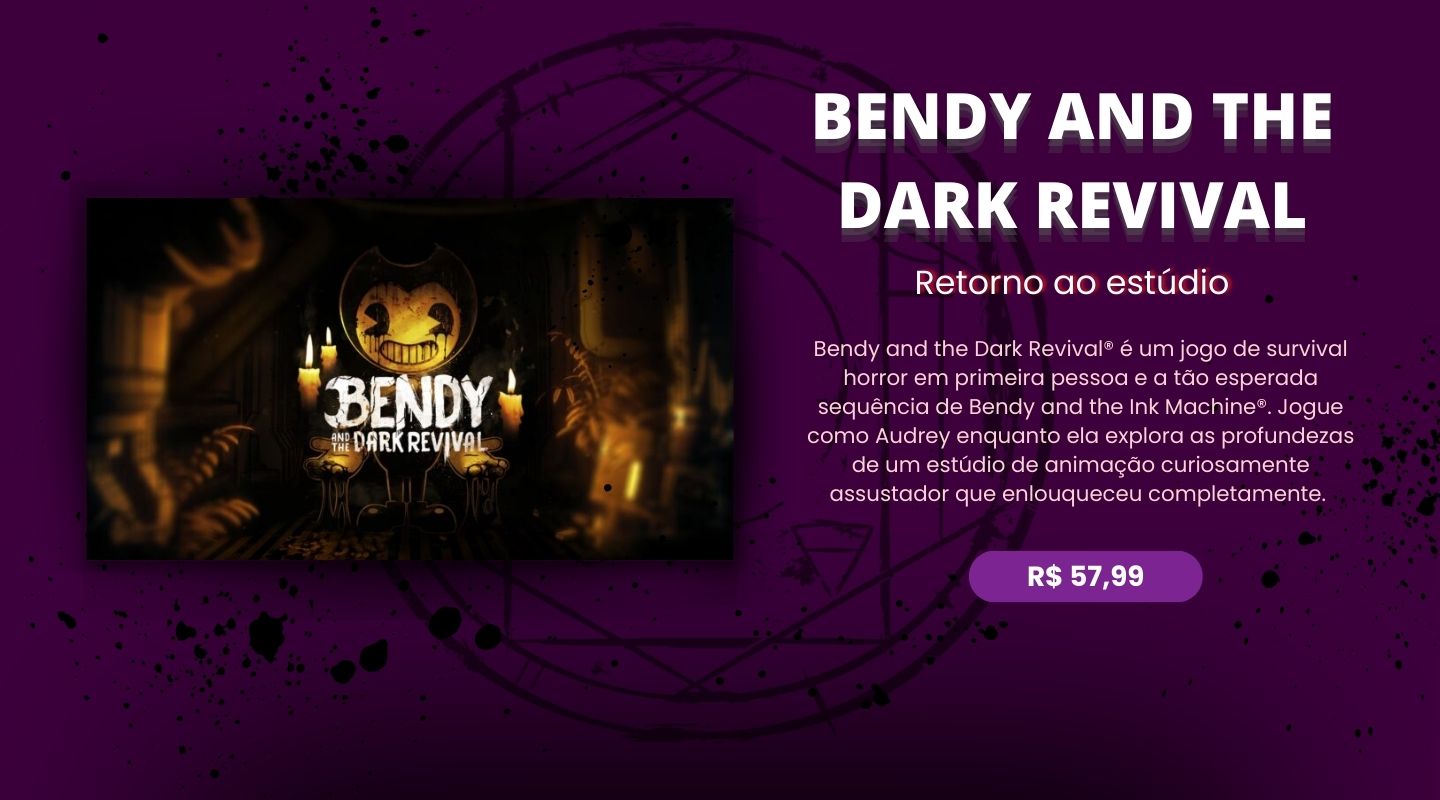 BENDY AND THE
DARK REVIVAL
Retorno ao estúdio
Bendy and the Dark Revival® é um jogo de survival
horror em primeira pessoa e a tão esperada
sequência de Bendy and the Ink Machine®. Jogue
como Audrey enquanto ela explora as profundezas
de um estúdio de animação curiosamente
assustador que enlouqueceu completamente.
R$ 57,99
BENDY
AND THE DARK REVIVAL